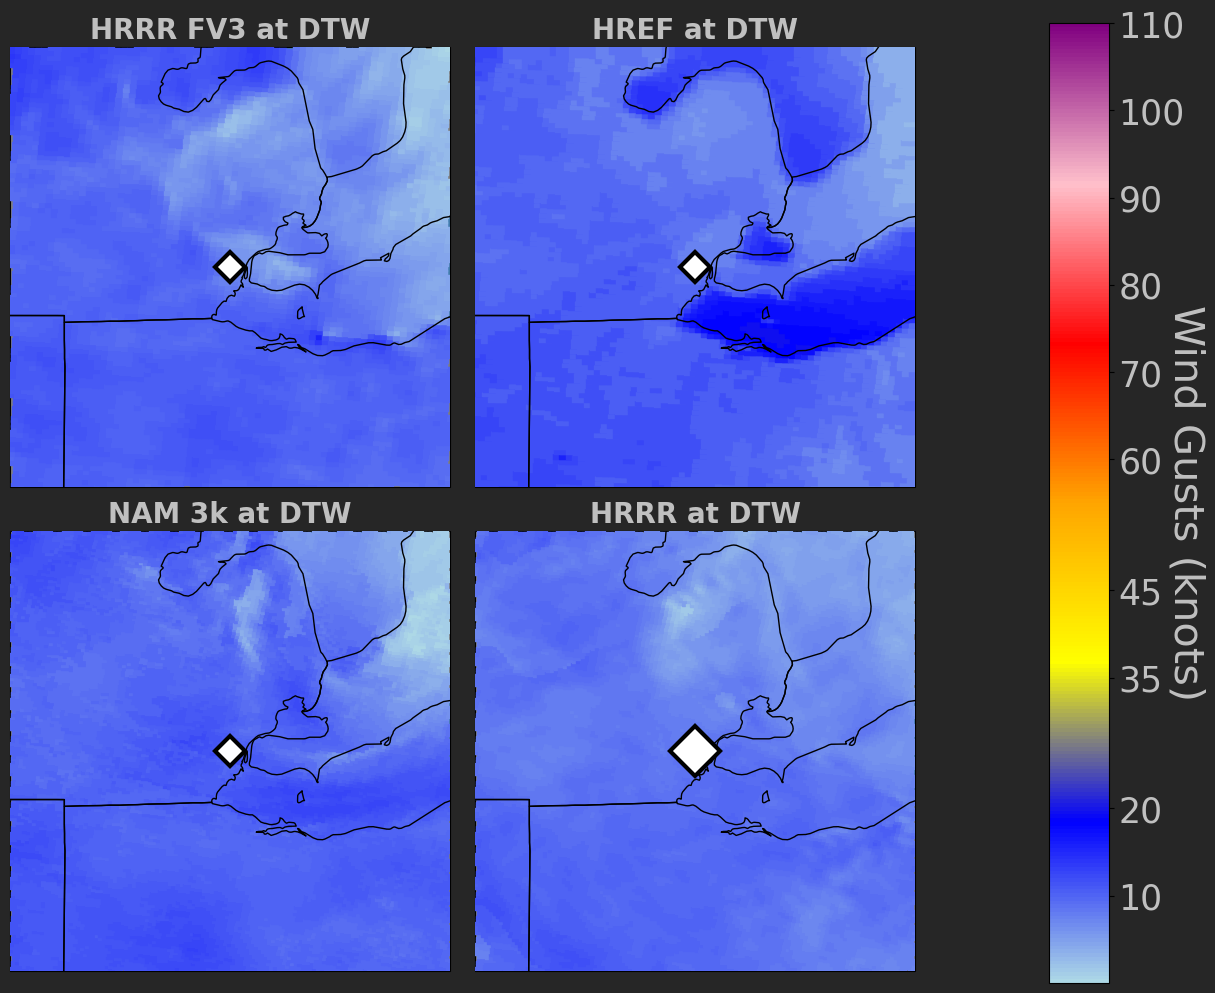 HRRR FV3 at DTW
HREF at DTW
NAM 3k at DTW
HRRR at DTW
110
100
90
80
70
60
45
35
20
10
Wind Gusts (knots)